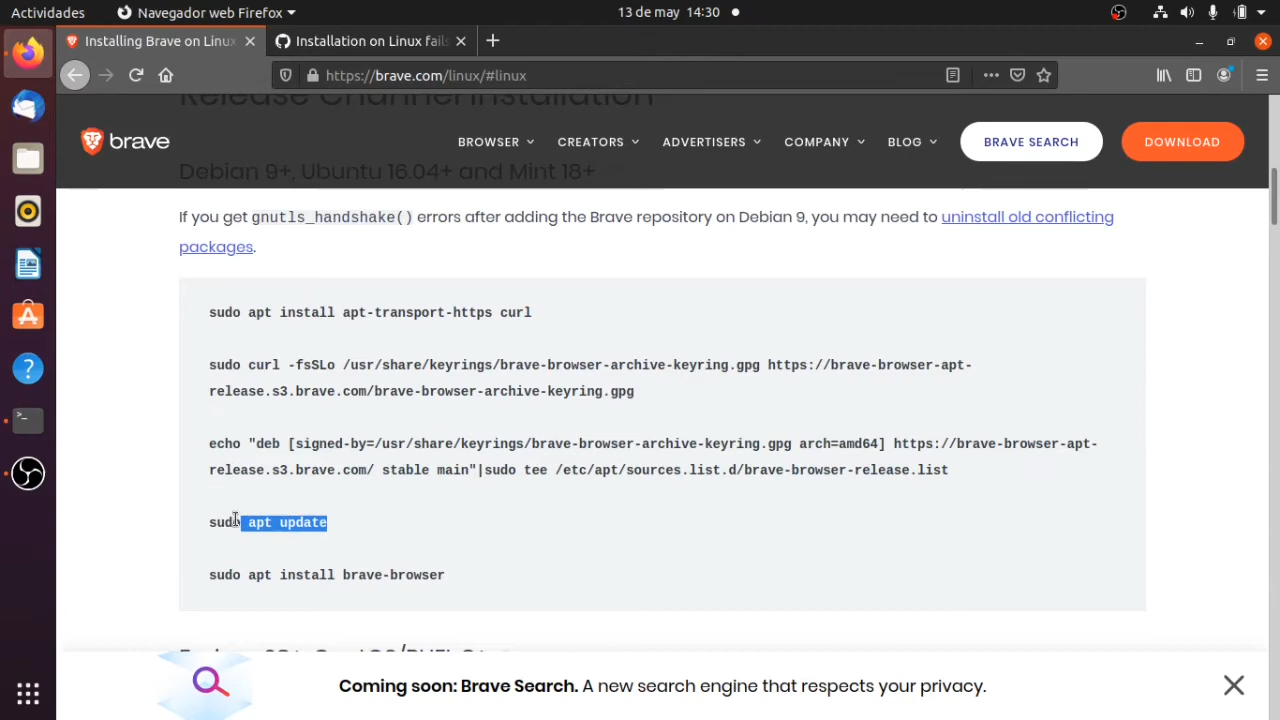 Actividades
Navegador web Firefox
13 de may 14:30
Installing Brave on Linux
Installation on Linux fails
https://brave.com/linux/#linux
Release Channel Installation
brave
BROWSER
CREATORS
ADVERTISERS
COMPANY
BLOG
BRAVE SEARCH
DOWNLOAD
Debian 9+, Ubuntu 16.04+ and Mint 18+
If you get gnutls_handshake() errors after adding the Brave repository on Debian 9, you may need to uninstall old conflicting
packages.
sudo apt install apt-transport-https curl
sudo curl -fsSLo /usr/share/keyrings/brave-browser-archive-keyring.gpg https://brave-browser-apt-
release.s3.brave.com/brave-browser-archive-keyring.gpg
echo "deb [signed-by=/usr/share/keyrings/brave-browser-archive-keyring.gpg arch=amd64] https://brave-browser-apt-
release.s3.brave.com/ stable main"|sudo tee /etc/apt/sources.list.d/brave-browser-release.list
sudo apt update
sudo apt install brave-browser
Coming soon: Brave Search. A new search engine that respects your privacy.